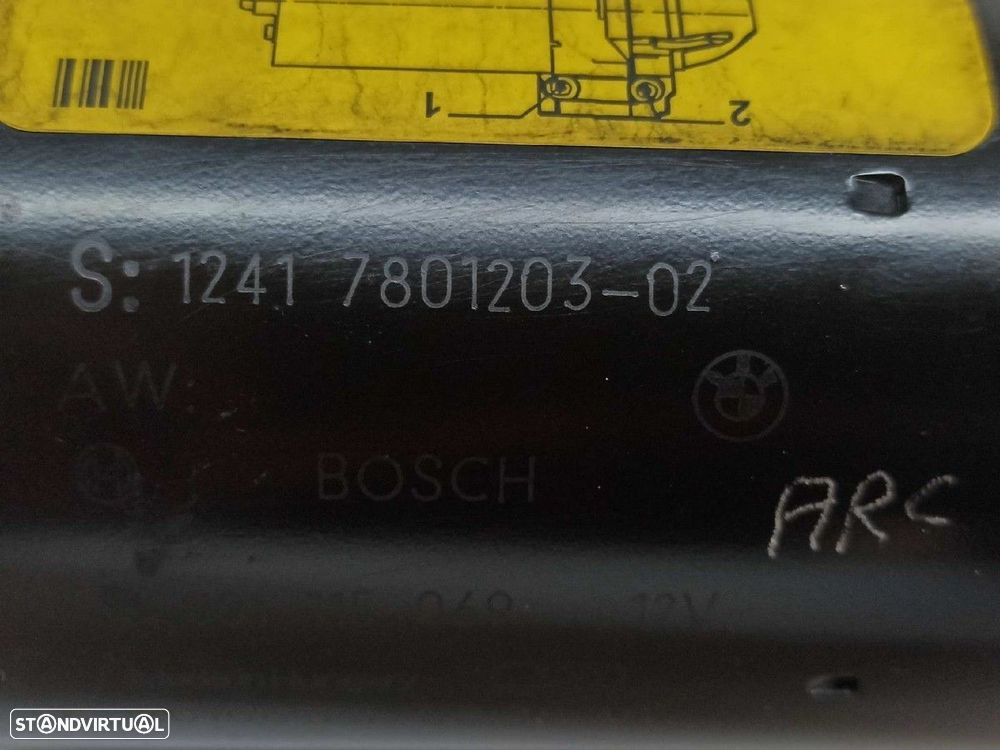 1 2
S: 1241 7801203-02
AW
BOSCH
ARC
12V
STANDVIRTUAL